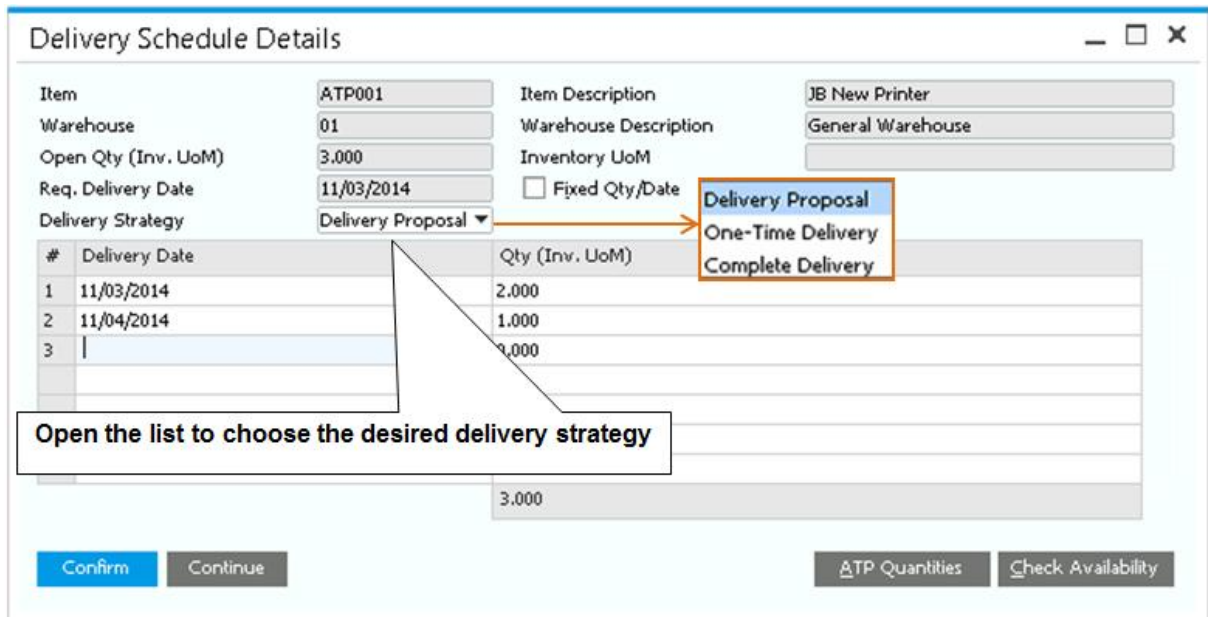 Delivery Schedule Details
Item ATP001 Item Description JB New Printer
Warehouse 01 Warehouse Description General Warehouse
Open Qty (Inv. UoM) 3.000 Inventory UoM
Req. Delivery Date 11/03/2014 Fixed Qty/Date
Delivery Strategy Delivery Proposal
Delivery Proposal
One-Time Delivery
Complete Delivery
# Delivery Date Qty (Inv. UoM)
1 11/03/2014 2.000
2 11/04/2014 1.000
3 0.000
Open the list to choose the desired delivery strategy
3.000
Confirm Continue ATP Quantities Check Availability